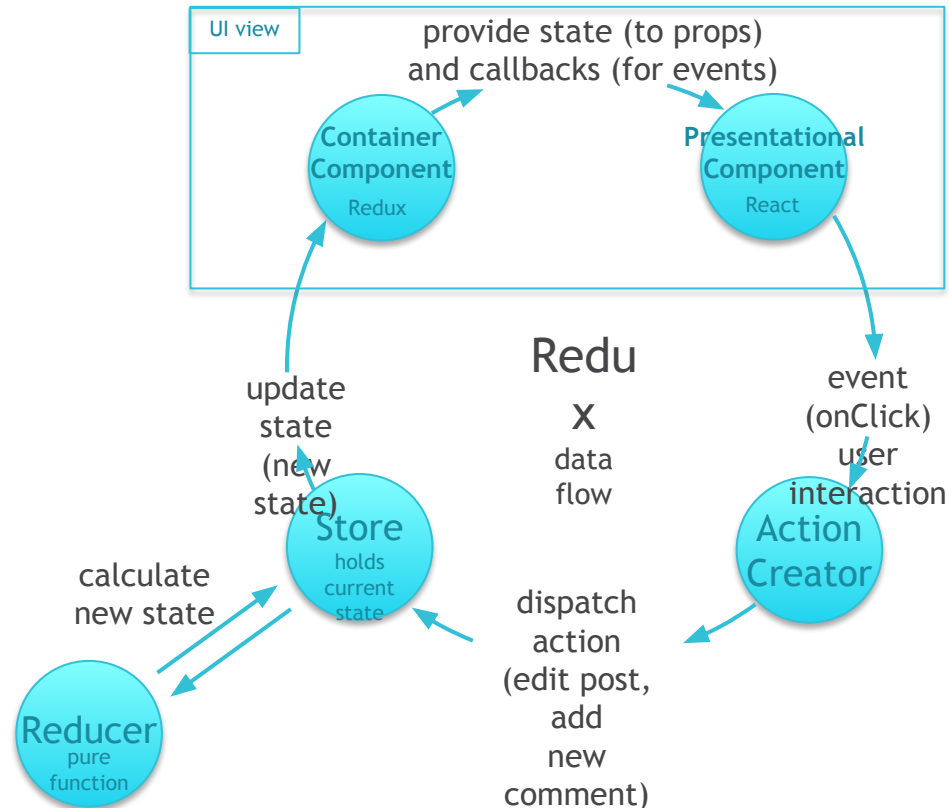 UI view
provide state (to props)
and callbacks (for events)
Container
Component
Redux
Presentational
Component
React
Redu
x
data
flow
update
state
(new
state)
event
(onClick)
user
interaction
Store
holds
current
state
Action
Creator
calculate
new state
dispatch
action
(edit post,
add
new
comment)
Reducer
pure
function